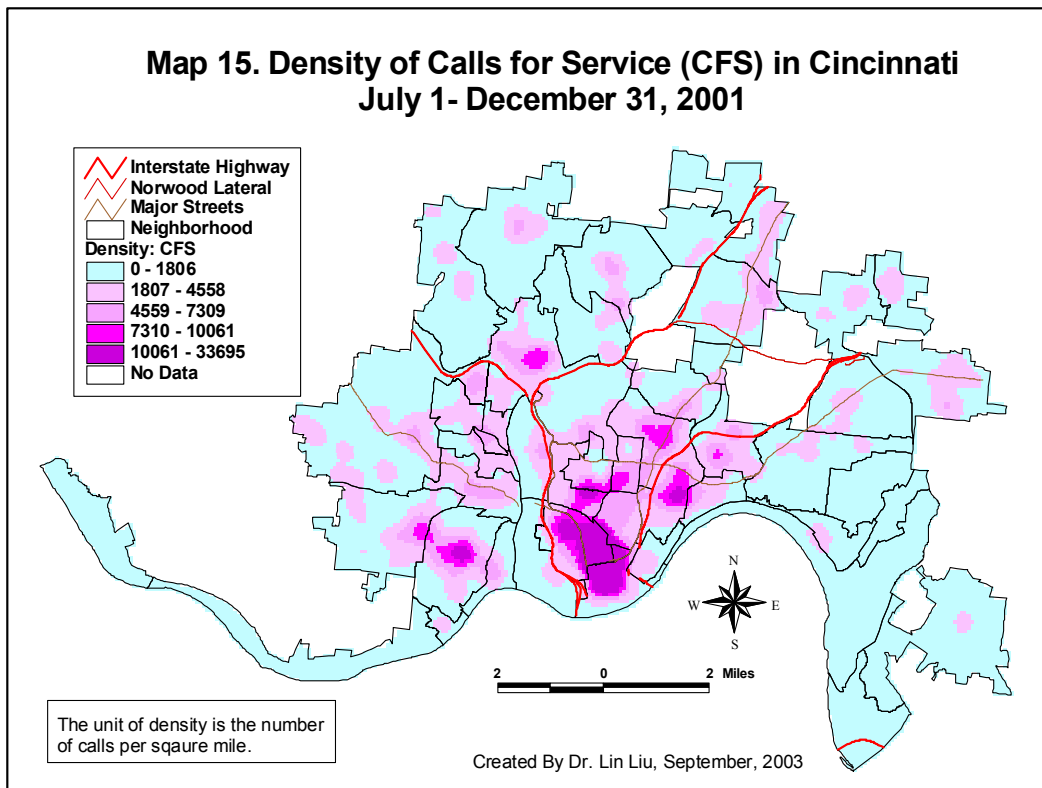 Map 15. Density of Calls for Service (CFS) in Cincinnati
July 1- December 31, 2001
Interstate Highway
Norwood Lateral
Major Streets
Neighborhood
Density: CFS
0 - 1806
1807 - 4558
4559 - 7309
7310 - 10061
10061 - 33695
No Data
N
W
E
S
2 0 2 Miles
The unit of density is the number
of calls per sqaure mile.
Created By Dr. Lin Liu, September, 2003